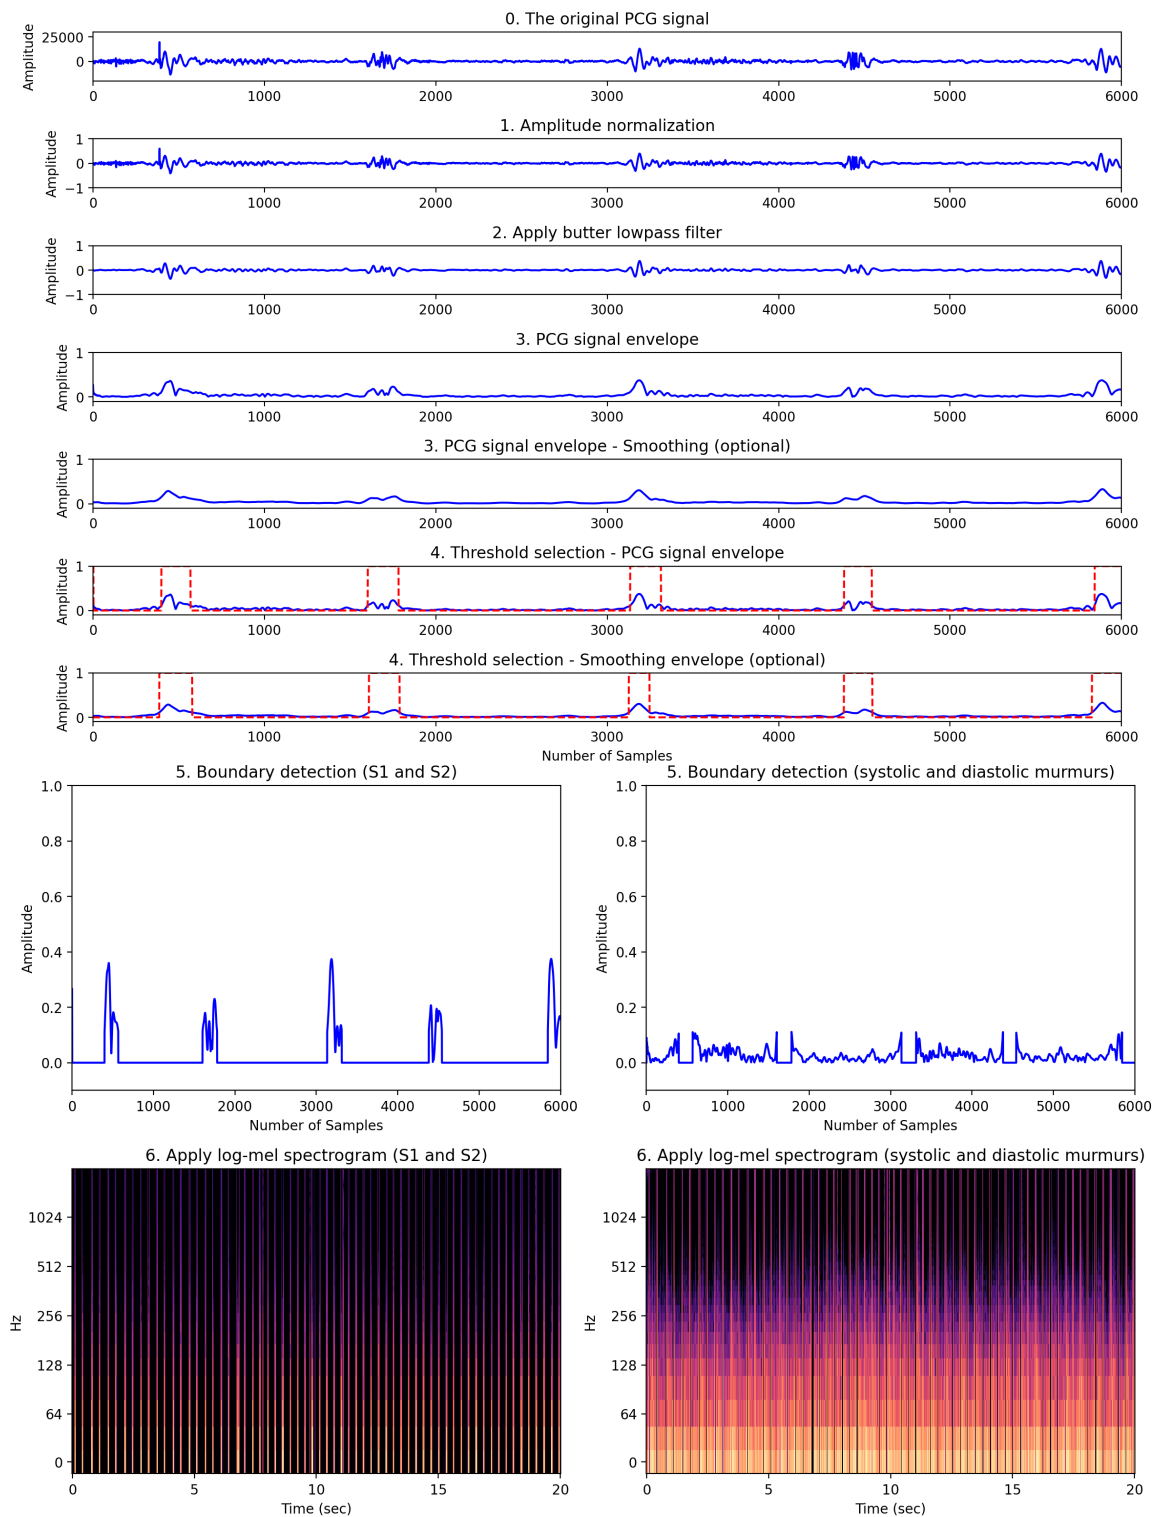 0. The original PCG signal
Amplitude
25000
0
0 1000 2000 3000 4000 5000 6000
1. Amplitude normalization
Amplitude
1
0
−1
0 1000 2000 3000 4000 5000 6000
2. Apply butter lowpass filter
Amplitude
1
0
−1
0 1000 2000 3000 4000 5000 6000
3. PCG signal envelope
Amplitude
1
0
0 1000 2000 3000 4000 5000 6000
3. PCG signal envelope - Smoothing (optional)
Amplitude
1
0
0 1000 2000 3000 4000 5000 6000
4. Threshold selection - PCG signal envelope
Amplitude
1
0
0 1000 2000 3000 4000 5000 6000
4. Threshold selection - Smoothing envelope (optional)
Amplitude
1
0
0 1000 2000 3000 4000 5000 6000
Number of Samples
5. Boundary detection (S1 and S2)
Amplitude
1.0
0.8
0.6
0.4
0.2
0.0
0 1000 2000 3000 4000 5000 6000
Number of Samples
5. Boundary detection (systolic and diastolic murmurs)
Amplitude
1.0
0.8
0.6
0.4
0.2
0.0
0 1000 2000 3000 4000 5000 6000
Number of Samples
6. Apply log-mel spectrogram (S1 and S2)
Hz
1024
512
256
128
64
0
0 5 10 15 20
Time (sec)
6. Apply log-mel spectrogram (systolic and diastolic murmurs)
Hz
1024
512
256
128
64
0
0 5 10 15 20
Time (sec)